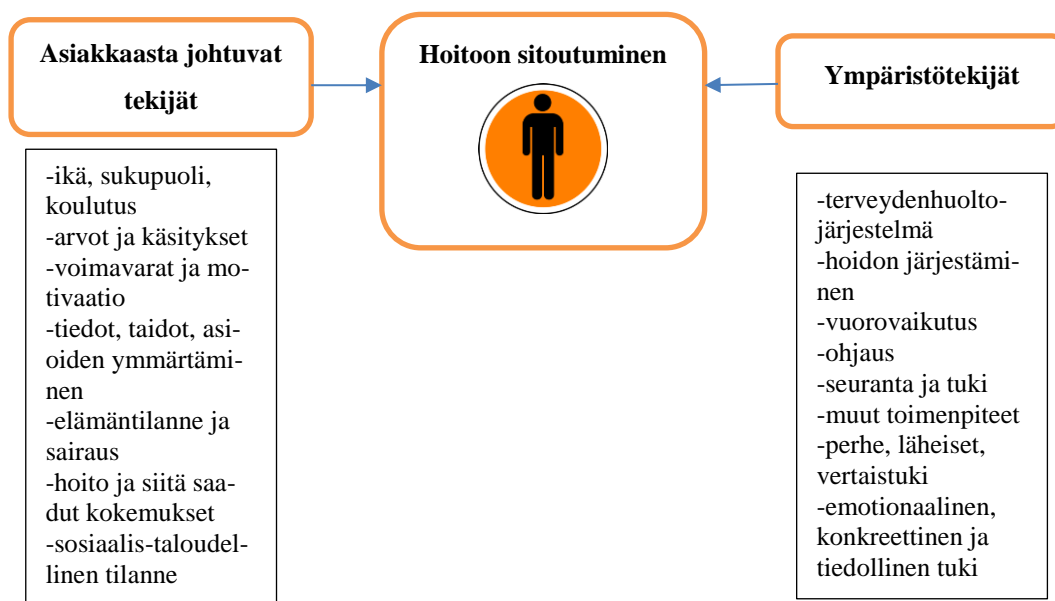 Asiakkaasta johtuvat
tekijät
-ikä, sukupuoli,
koulutus
-arvot ja käsitykset
-voimavarat ja mo-
tivaatio
-tiedot, taidot, asi-
oiden ymmärtämi-
nen
-elämäntilanne ja
sairaus
-hoito ja siitä saa-
dut kokemukset
-sosiaalis-taloudel-
linen tilanne
Hoitoon sitoutuminen
Ympäristötekijät
-terveydenhuolto-
järjestelmä
-hoidon järjestämi-
nen
-vuorovaikutus
-ohjaus
-seuranta ja tuki
-muut toimenpiteet
-perhe, läheiset,
vertaistuki
-emotionaalinen,
konkreettinen ja
tiedollinen tuki